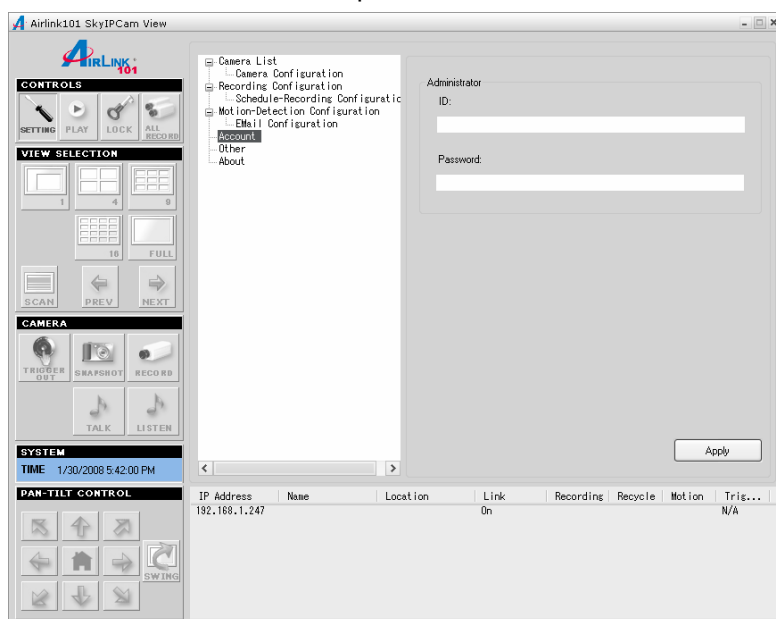 Airlink101 SkyIPCam View
AIRLINK
101
CONTROLS
SETTING PLAY LOCK ALL RECORD
VIEW SELECTION
1 4 9
16 FULL
SCAN PREV NEXT
CAMERA
TRIGGER OUT SNAPSHOT RECORD
TALK LISTEN
SYSTEM
TIME 1/30/2008 5:42:00 PM
PAN-TILT CONTROL
SWING
Camera List
Camera Configuration
Recording Configuration
Schedule-Recording Configuratic
Motion-Detection Configuration
EMail Configuration
Account
Other
About
Administrator
ID:
Password:
Apply
IP Address Name Location Link Recording Recycle Motion Trig...
192.168.1.247 On N/A